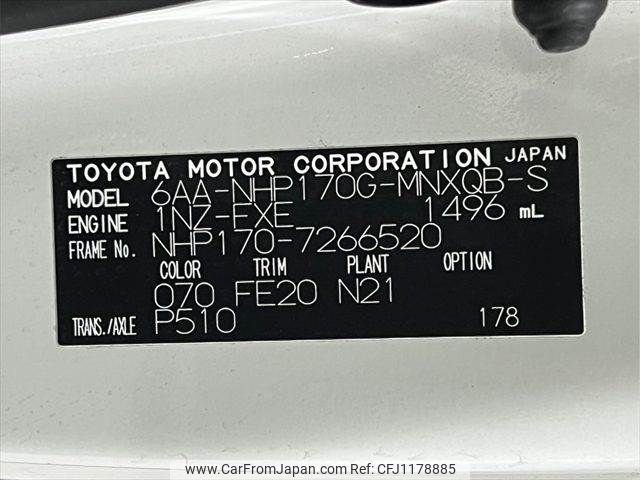 TOYOTA MOTOR CORPORATION JAPAN
MODEL 6AA-NHP170G-MNXQB-S
ENGINE 1NZ-FXE 1496 mL
FRAME No. NHP170-7266520
COLOR TRIM PLANT OPTION
070 FE20 N21
TRANS./AXLE P510 178
www.CarFromJapan.com | Ref:CFJ1178885